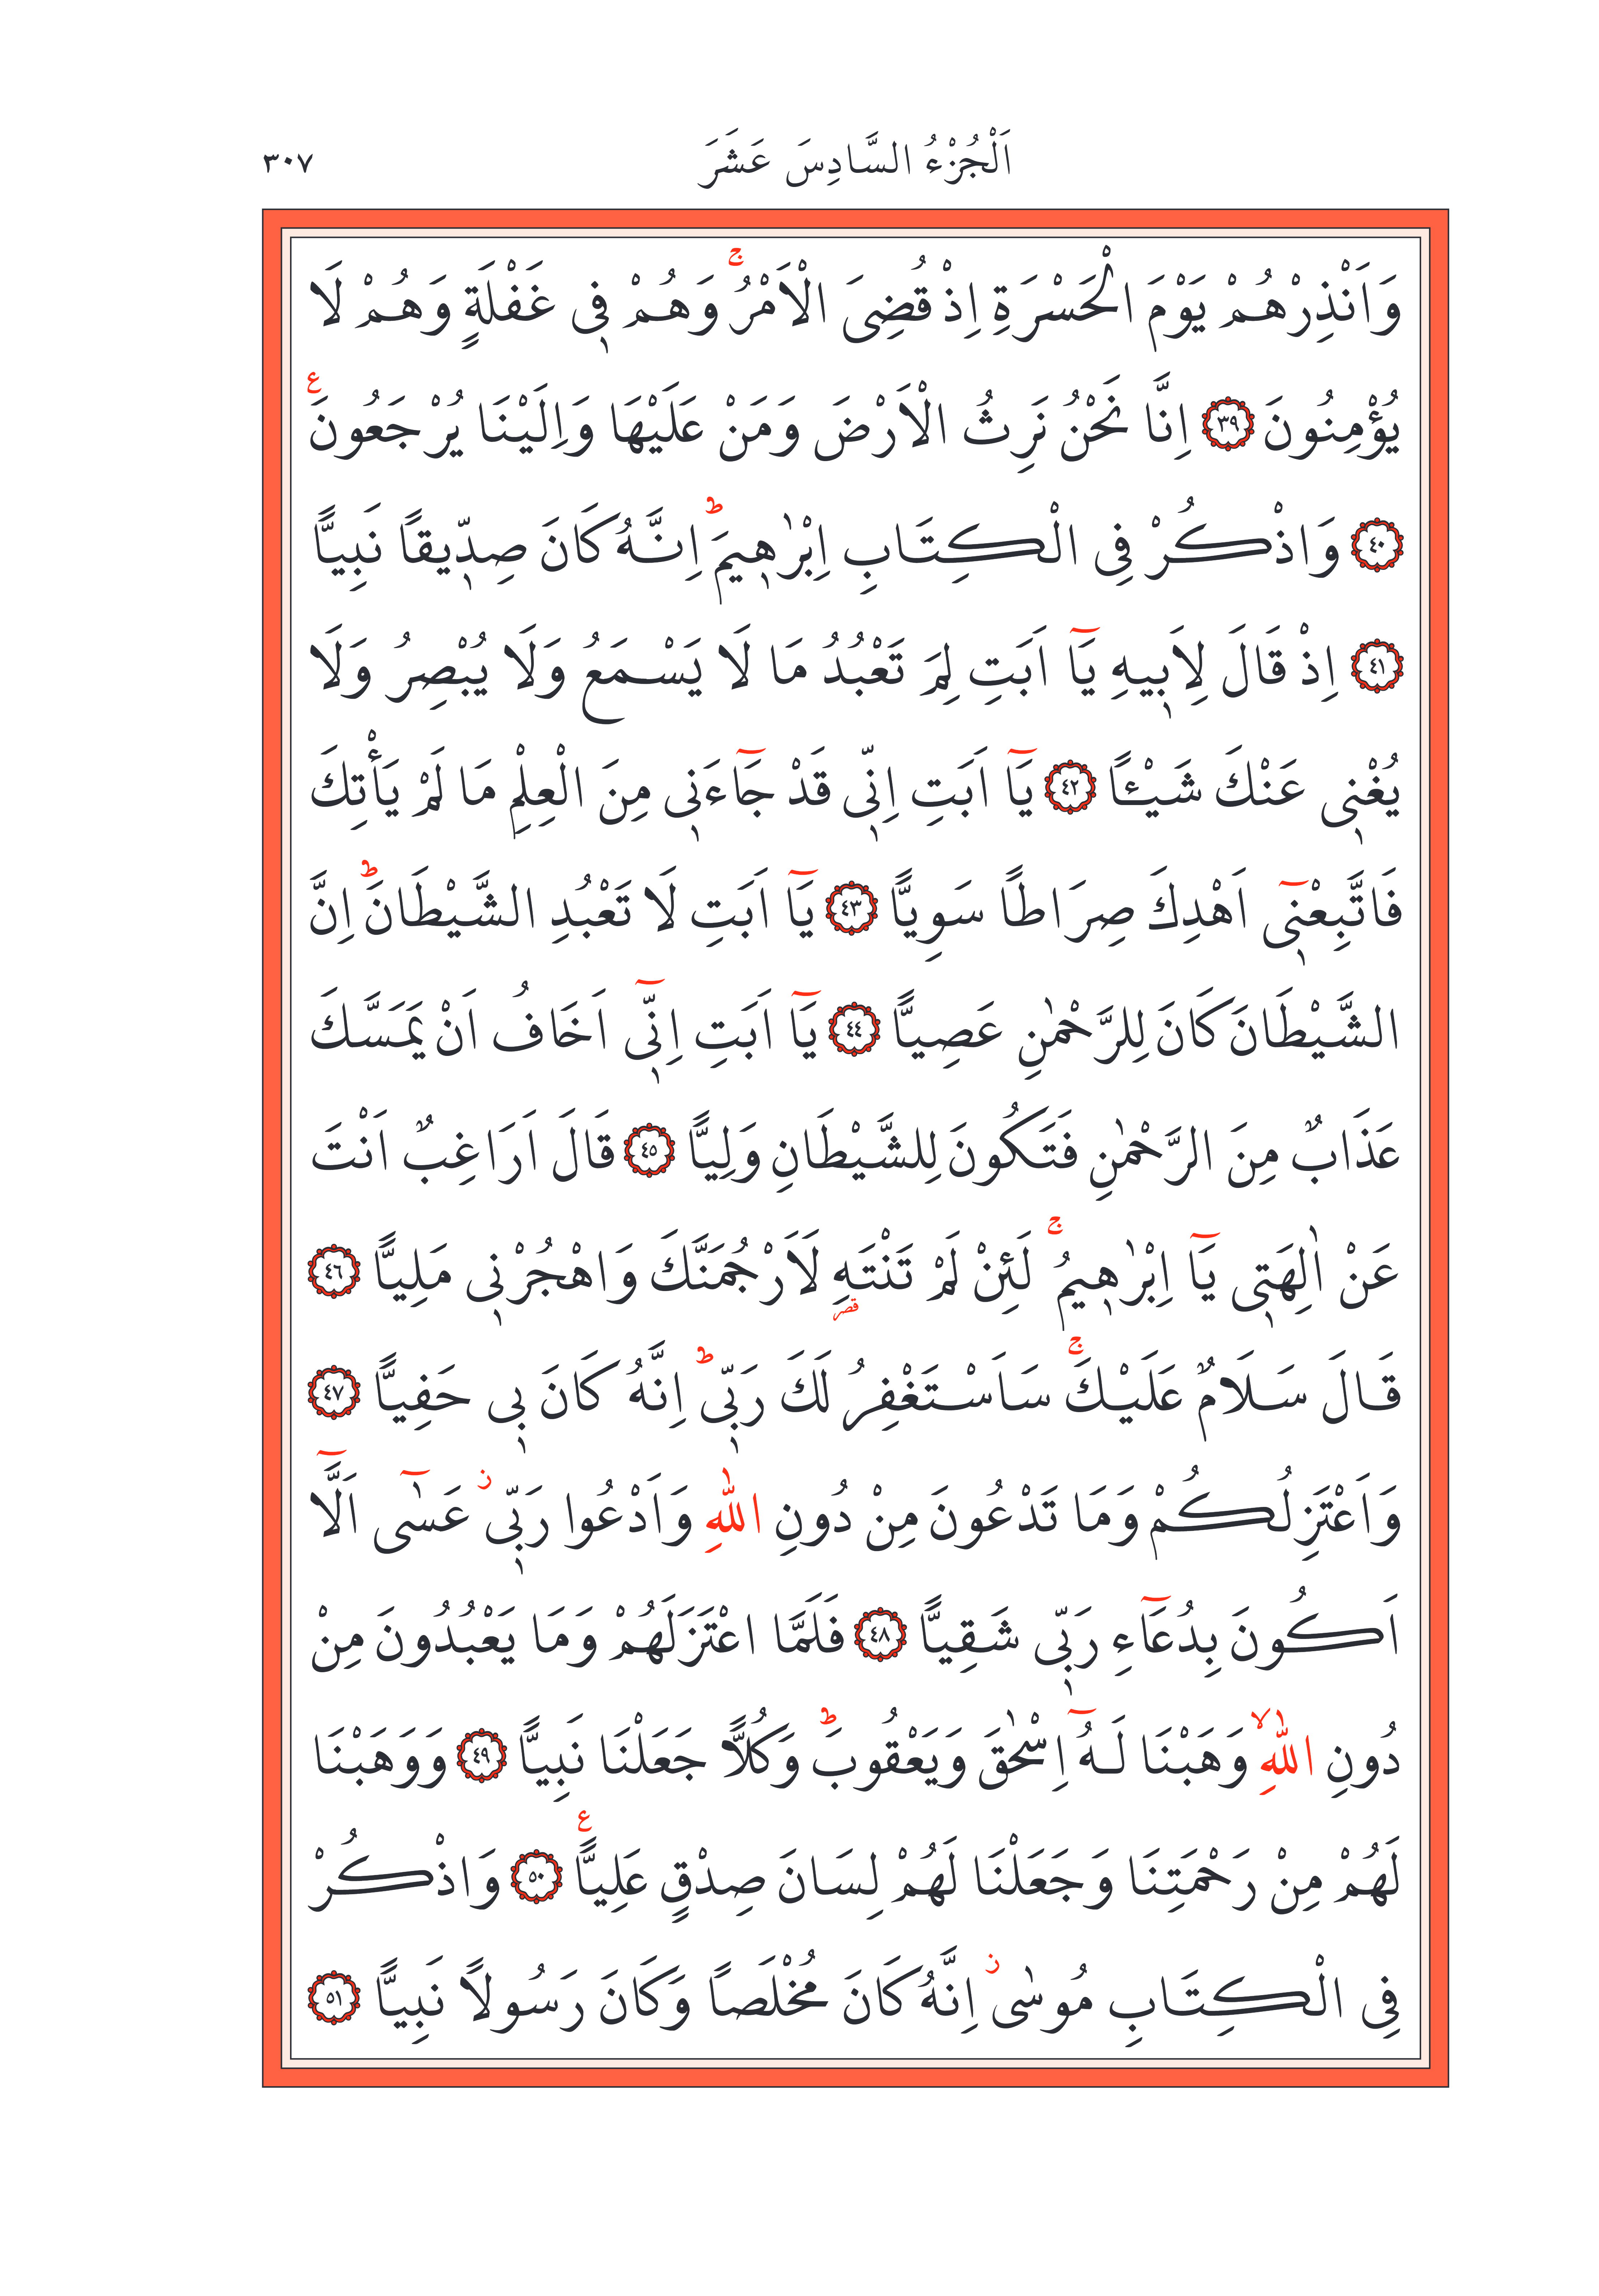 اَلْجُزْءُ السَّادِسَ عَشَرَ ٣٠٧
وَاَنْذِرْهُمْ يَوْمَ الْحَسْرَةِ اِذْ قُضِىَ الْاَمْرُۚ وَهُمْ ف۪ى غَفْلَةٍ وَهُمْ لَا
يُؤْمِنُونَ ﴿٣٩﴾ اِنَّا نَحْنُ نَرِثُ الْاَرْضَ وَمَنْ عَلَيْهَا وَاِلَيْنَا يُرْجَعُونَ ع
﴿٤٠﴾ وَاذْكُرْ فِى الْكِتَابِ اِبْرٰه۪يمَۜ اِنَّهُ كَانَ صِدّ۪يقًا نَبِيًّا
﴿٤١﴾ اِذْ قَالَ لِاَب۪يهِ يَٓا اَبَتِ لِمَ تَعْبُدُ مَا لَا يَسْمَعُ وَلَا يُبْصِرُ وَلَا
يُغْن۪ى عَنْكَ شَيْـًٔا ﴿٤٢﴾ يَٓا اَبَتِ اِنّ۪ى قَدْ جَٓاءَن۪ى مِنَ الْعِلْمِ مَا لَمْ يَأْتِكَ
فَاتَّبِعْن۪ٓى اَهْدِكَ صِرَاطًا سَوِيًّا ﴿٤٣﴾ يَٓا اَبَتِ لَا تَعْبُدِ الشَّيْطَانَۜ اِنَّ
الشَّيْطَانَ كَانَ لِلرَّحْمٰنِ عَصِيًّا ﴿٤٤﴾ يَٓا اَبَتِ اِنّ۪ٓى اَخَافُ اَنْ يَمَسَّكَ
عَذَابٌ مِنَ الرَّحْمٰنِ فَتَكُونَ لِلشَّيْطَانِ وَلِيًّا ﴿٤٥﴾ قَالَ اَرَاغِبٌ اَنْتَ
عَنْ اٰلِهَت۪ى يَٓا اِبْرٰه۪يمُۚ لَئِنْ لَمْ تَنْتَهِ قصر لَاَرْجُمَنَّكَ وَاهْجُرْن۪ى مَلِيًّا ﴿٤٦﴾
قَالَ سَلَامٌ عَلَيْكَۚ سَاَسْتَغْفِرُ لَكَ رَبّ۪ىۜ اِنَّهُ كَانَ ب۪ى حَفِيًّا ﴿٤٧﴾
وَاَعْتَزِلُكُمْ وَمَا تَدْعُونَ مِنْ دُونِ اللّٰهِ وَاَدْعُوا رَبّ۪ىۘ عَسٰٓى اَلَّٓا
اَكُونَ بِدُعَٓاءِ رَبّ۪ى شَقِيًّا ﴿٤٨﴾ فَلَمَّا اعْتَزَلَهُمْ وَمَا يَعْبُدُونَ مِنْ
دُونِ اللّٰهِۙ وَهَبْنَا لَهُٓ اِسْحٰقَ وَيَعْقُوبَۜ وَكُلًّا جَعَلْنَا نَبِيًّا ﴿٤٩﴾ وَوَهَبْنَا
لَهُمْ مِنْ رَحْمَتِنَا وَجَعَلْنَا لَهُمْ لِسَانَ صِدْقٍ عَلِيًّا ع ﴿٥٠﴾ وَاذْكُرْ
فِى الْكِتَابِ مُوسٰىۘ اِنَّهُ كَانَ مُخْلَصًا وَكَانَ رَسُولًا نَبِيًّا ﴿٥١﴾